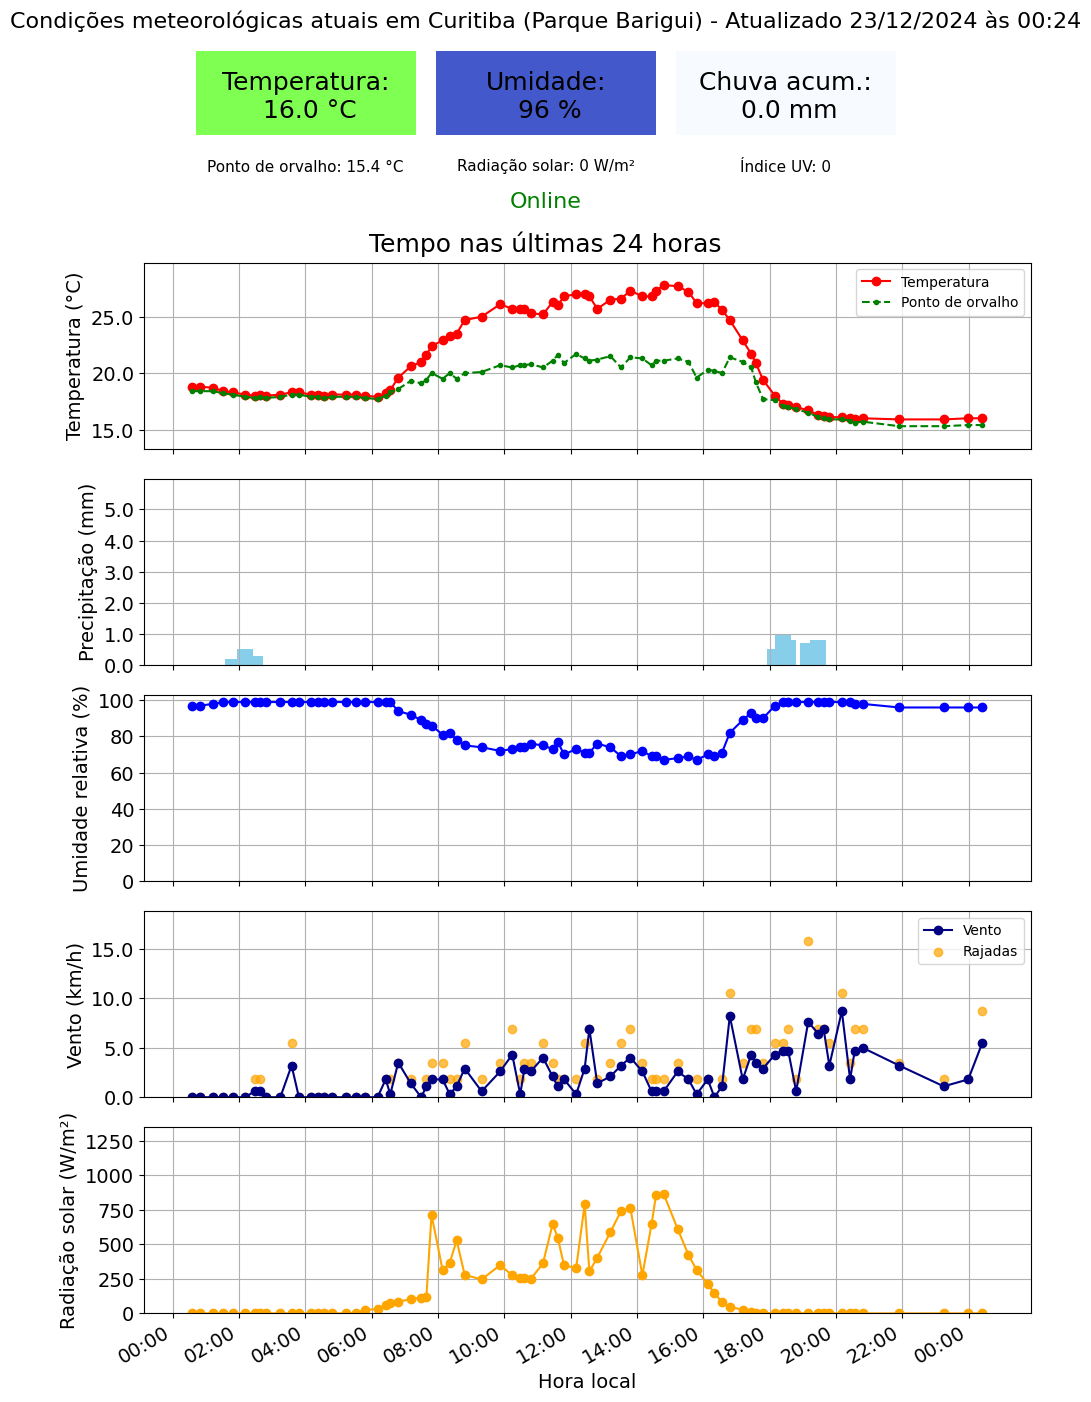 Condições meteorológicas atuais em Curitiba (Parque Barigui) - Atualizado 23/12/2024 às 00:24
Temperatura:
16.0 °C
Umidade:
96 %
Chuva acum.:
0.0 mm
Ponto de orvalho: 15.4 °C
Radiação solar: 0 W/m²
Índice UV: 0
Online
Tempo nas últimas 24 horas
Temperatura (°C)
25.0
20.0
15.0
Temperatura
Ponto de orvalho
Precipitação (mm)
5.0
4.0
3.0
2.0
1.0
0.0
Umidade relativa (%)
100
80
60
40
20
0
Vento (km/h)
15.0
10.0
5.0
0.0
Vento
Rajadas
Radiação solar (W/m²)
1250
1000
750
500
250
0
00:00 02:00 04:00 06:00 08:00 10:00 12:00 14:00 16:00 18:00 20:00 22:00 00:00
Hora local